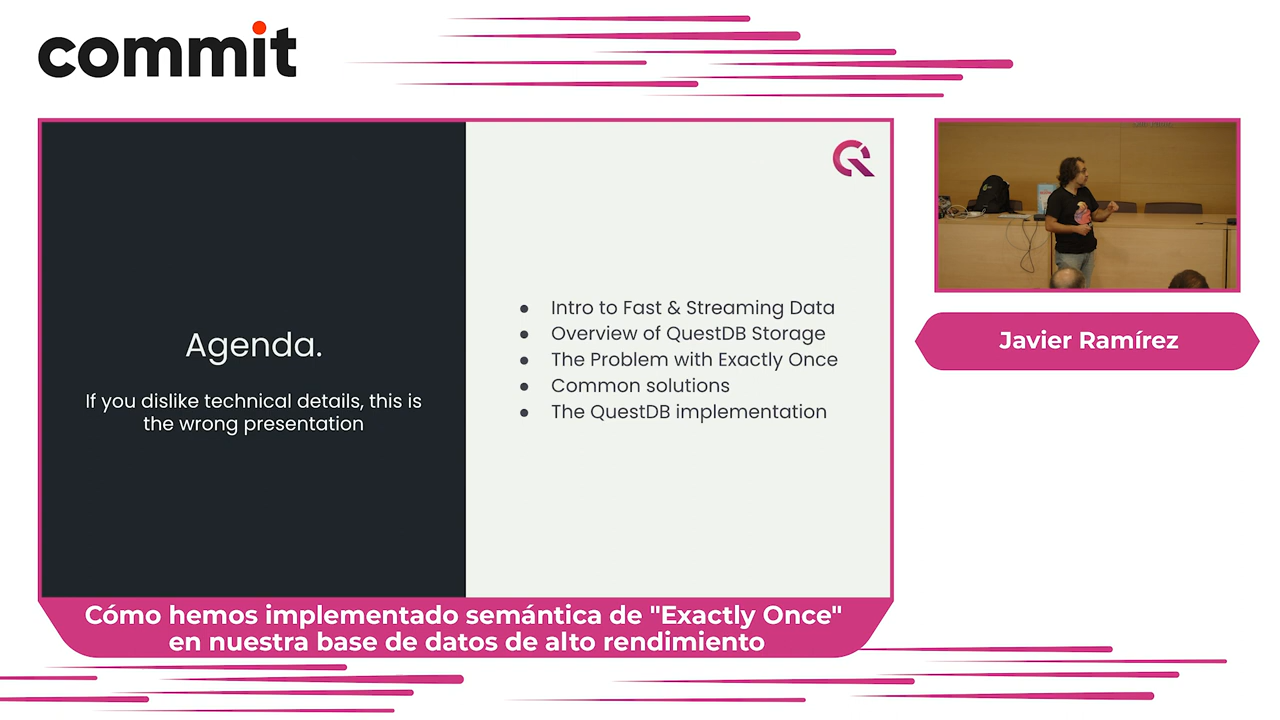 commit
Agenda.
If you dislike technical details, this is
the wrong presentation
● Intro to Fast & Streaming Data
● Overview of QuestDB Storage
● The Problem with Exactly Once
● Common solutions
● The QuestDB implementation
Javier Ramírez
Cómo hemos implementado semántica de "Exactly Once"
en nuestra base de datos de alto rendimiento